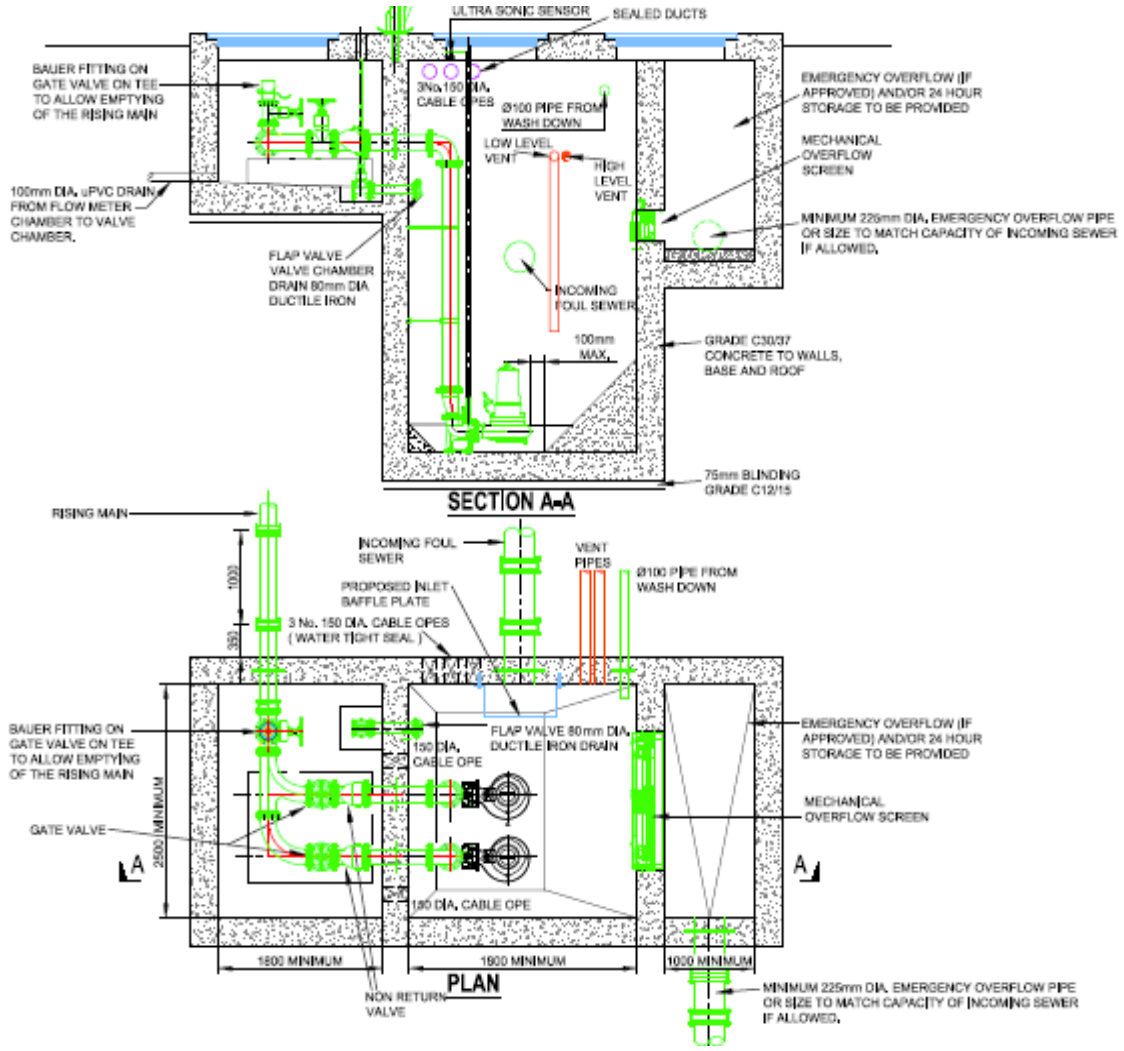 ULTRA SONIC SENSOR
SEALED DUCTS
BAUER FITTING ON
GATE VALVE ON TEE
TO ALLOW EMPTYING
OF THE RISING MAIN
3No. 150 DIA.
CABLE OPES
Ø100 PIPE FROM
WASH DOWN
LOW LEVEL
VENT
HIGH
LEVEL
VENT
EMERGENCY OVERFLOW (IF
APPROVED) AND/OR 24 HOUR
STORAGE TO BE PROVIDED
MECHANICAL
OVERFLOW
SCREEN
100mm DIA. uPVC DRAIN
FROM FLOW METER
CHAMBER TO VALVE
CHAMBER.
MINIMUM 225mm DIA. EMERGENCY OVERFLOW PIPE
OR SIZE TO MATCH CAPACITY OF INCOMING SEWER
IF ALLOWED.
FLAP VALVE
VALVE CHAMBER
DRAIN 80mm DIA
DUCTILE IRON
INCOMING
FOUL SEWER
100mm
MAX.
GRADE C30/37
CONCRETE TO WALLS,
BASE AND ROOF
75mm BLINDING
GRADE C12/15
SECTION A-A
RISING MAIN
INCOMING FOUL
SEWER
VENT
PIPES
Ø100 PIPE FROM
WASH DOWN
PROPOSED INLET
BAFFLE PLATE
3 No. 150 DIA. CABLE OPES
( WATER TIGHT SEAL )
1000
350
BAUER FITTING ON
GATE VALVE ON TEE
TO ALLOW EMPTYING
OF THE RISING MAIN
FLAP VALVE 80mm DIA.
DUCTILE IRON DRAIN
150 DIA.
CABLE OPE
EMERGENCY OVERFLOW (IF
APPROVED) AND/OR 24 HOUR
STORAGE TO BE PROVIDED
MECHANICAL
OVERFLOW SCREEN
GATE VALVE
2500 MINIMUM
A
A
150 DIA. CABLE OPE
1800 MINIMUM
1800 MINIMUM
1000 MINIMUM
PLAN
NON RETURN
VALVE
MINIMUM 225mm DIA. EMERGENCY OVERFLOW PIPE
OR SIZE TO MATCH CAPACITY OF INCOMING SEWER
IF ALLOWED.